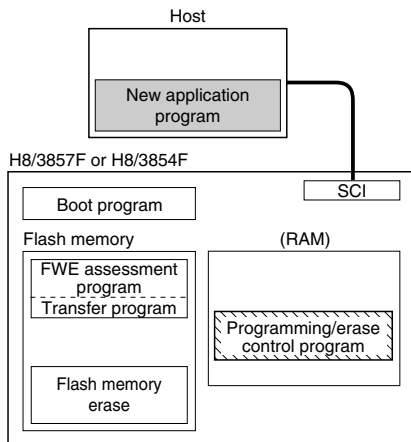 Host
New application
program
H8/3857F or H8/3854F
SCI
Boot program
Flash memory
(RAM)
FWE assessment
program
Transfer program
Programming/erase
control program
Flash memory
erase